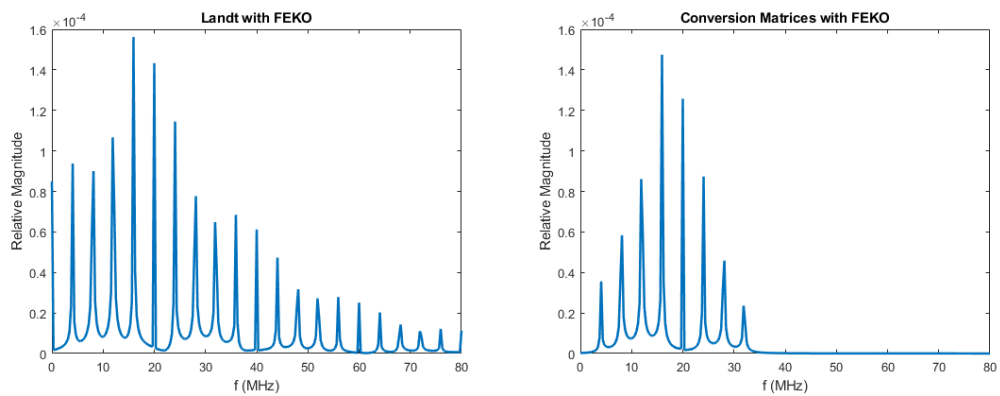 Landt with FEKO
×10⁻⁴
1.6
1.4
1.2
1
0.8
0.6
0.4
0.2
0
Relative Magnitude
0 10 20 30 40 50 60 70 80
f (MHz)
Conversion Matrices with FEKO
×10⁻⁴
1.6
1.4
1.2
1
0.8
0.6
0.4
0.2
0
Relative Magnitude
0 10 20 30 40 50 60 70 80
f (MHz)